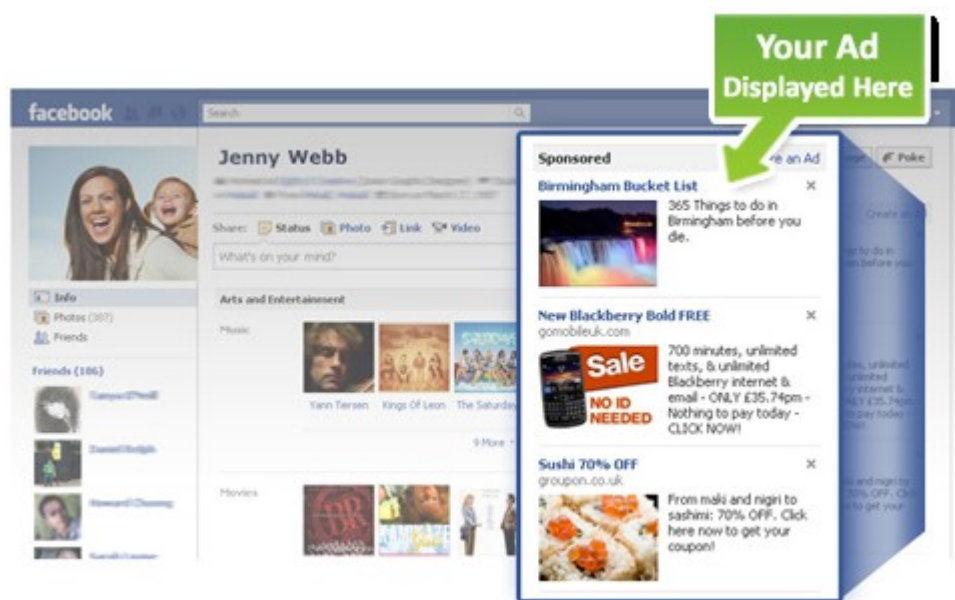 Your Ad
Displayed Here
facebook
Search
Jenny Webb
Share: Status Photo Link Video
What's on your mind?
Info
Photos (307)
Friends
Friends (106)
Arts and Entertainment
Music
Yann Tiersen Kings Of Leon The Saturday
9 More
Movies
Sponsored
e an Ad
Poke
Birmingham Bucket List
365 Things to do in
Birmingham before you
die.
New Blackberry Bold FREE
gomobileuk.com
Sale
NO ID
NEEDED
700 minutes, unlimited
texts, & unlimited
Blackberry internet &
email - ONLY £35.74pm -
Nothing to pay today -
CLICK NOW!
Sushi 70% OFF
groupon.co.uk
From maki and nigiri to
sashimi: 70% OFF. Click
here now to get your
coupon!